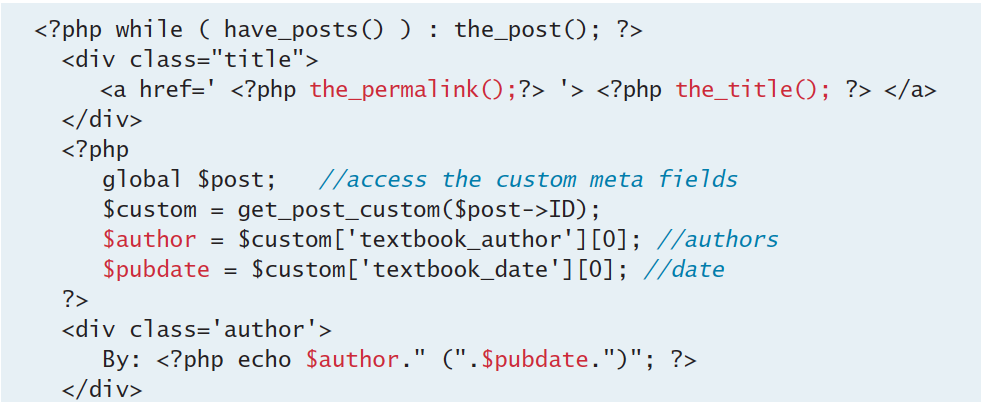 <?php while ( have_posts() ) : the_post(); ?>
<div class="title">
<a href=' <?php the_permalink();?> '> <?php the_title(); ?> </a>
</div>
<?php
global $post; //access the custom meta fields
$custom = get_post_custom($post->ID);
$author = $custom['textbook_author'][0]; //authors
$pubdate = $custom['textbook_date'][0]; //date
?>
<div class='author'>
By: <?php echo $author." (".$pubdate.")"; ?>
</div>